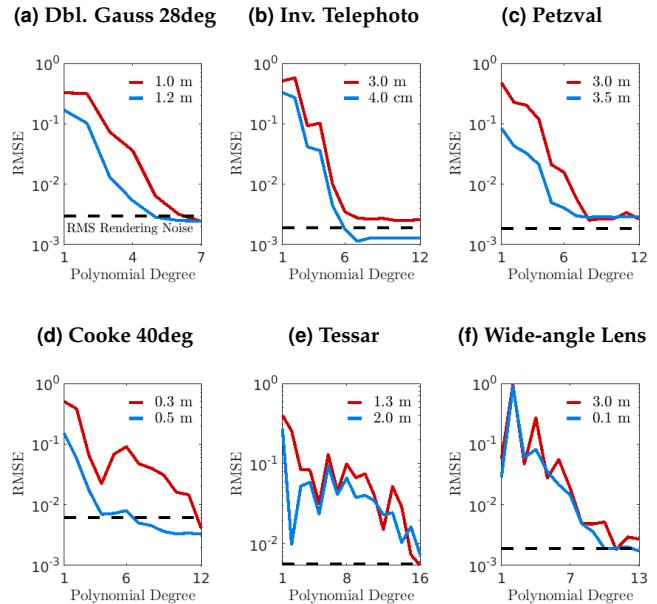 (a) Dbl. Gauss 28deg
RMSE
10^0
10^-1
10^-2
10^-3
1.0 m
1.2 m
RMS Rendering Noise
1 4 7
Polynomial Degree
(b) Inv. Telephoto
RMSE
10^0
10^-1
10^-2
10^-3
3.0 m
4.0 cm
1 6 12
Polynomial Degree
(c) Petzval
RMSE
10^0
10^-1
10^-2
10^-3
3.0 m
3.5 m
1 6 12
Polynomial Degree
(d) Cooke 40deg
RMSE
10^0
10^-1
10^-2
10^-3
0.3 m
0.5 m
1 6 12
Polynomial Degree
(e) Tessar
RMSE
10^0
10^-1
10^-2
1.3 m
2.0 m
1 8 16
Polynomial Degree
(f) Wide-angle Lens
RMSE
10^0
10^-1
10^-2
10^-3
3.0 m
0.1 m
1 7 13
Polynomial Degree